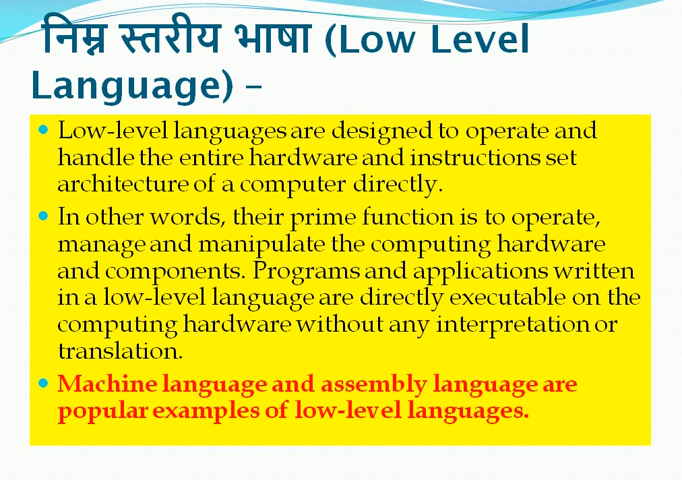 निम्न स्तरीय भाषा (Low Level
Language) –
Low-level languages are designed to operate and
handle the entire hardware and instructions set
architecture of a computer directly.
In other words, their prime function is to operate,
manage and manipulate the computing hardware
and components. Programs and applications written
in a low-level language are directly executable on the
computing hardware without any interpretation or
translation.
Machine language and assembly language are
popular examples of low-level languages.